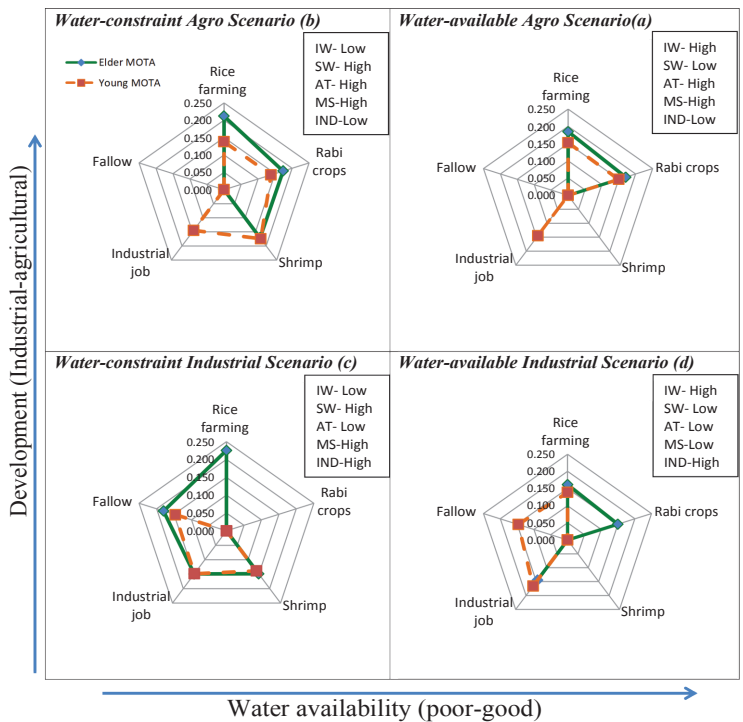 Water-constraint Agro Scenario (b)
IW- Low
SW- High
AT- High
MS-High
IND-Low
Elder MOTA
Young MOTA
Rice
farming
0.250
0.200
0.150
0.100
0.050
0.000
Fallow
Rabi crops
Industrial
job
Shrimp
Water-available Agro Scenario(a)
IW- High
SW- Low
AT- High
MS-High
IND-Low
Rice
farming
0.250
0.200
0.150
0.100
0.050
0.000
Fallow
Rabi crops
Industrial
job
Shrimp
Water-constraint Industrial Scenario (c)
IW- Low
SW- High
AT- Low
MS-High
IND-High
Rice
farming
0.250
0.200
0.150
0.100
0.050
0.000
Fallow
Rabi
crops
Industrial
job
Shrimp
Water-available Industrial Scenario (d)
IW- High
SW- Low
AT- Low
MS-Low
IND-High
Rice
farming
0.250
0.200
0.150
0.100
0.050
0.000
Fallow
Rabi crops
Industrial
job
Shrimp
Development (Industrial-agricultural)
Water availability (poor-good)